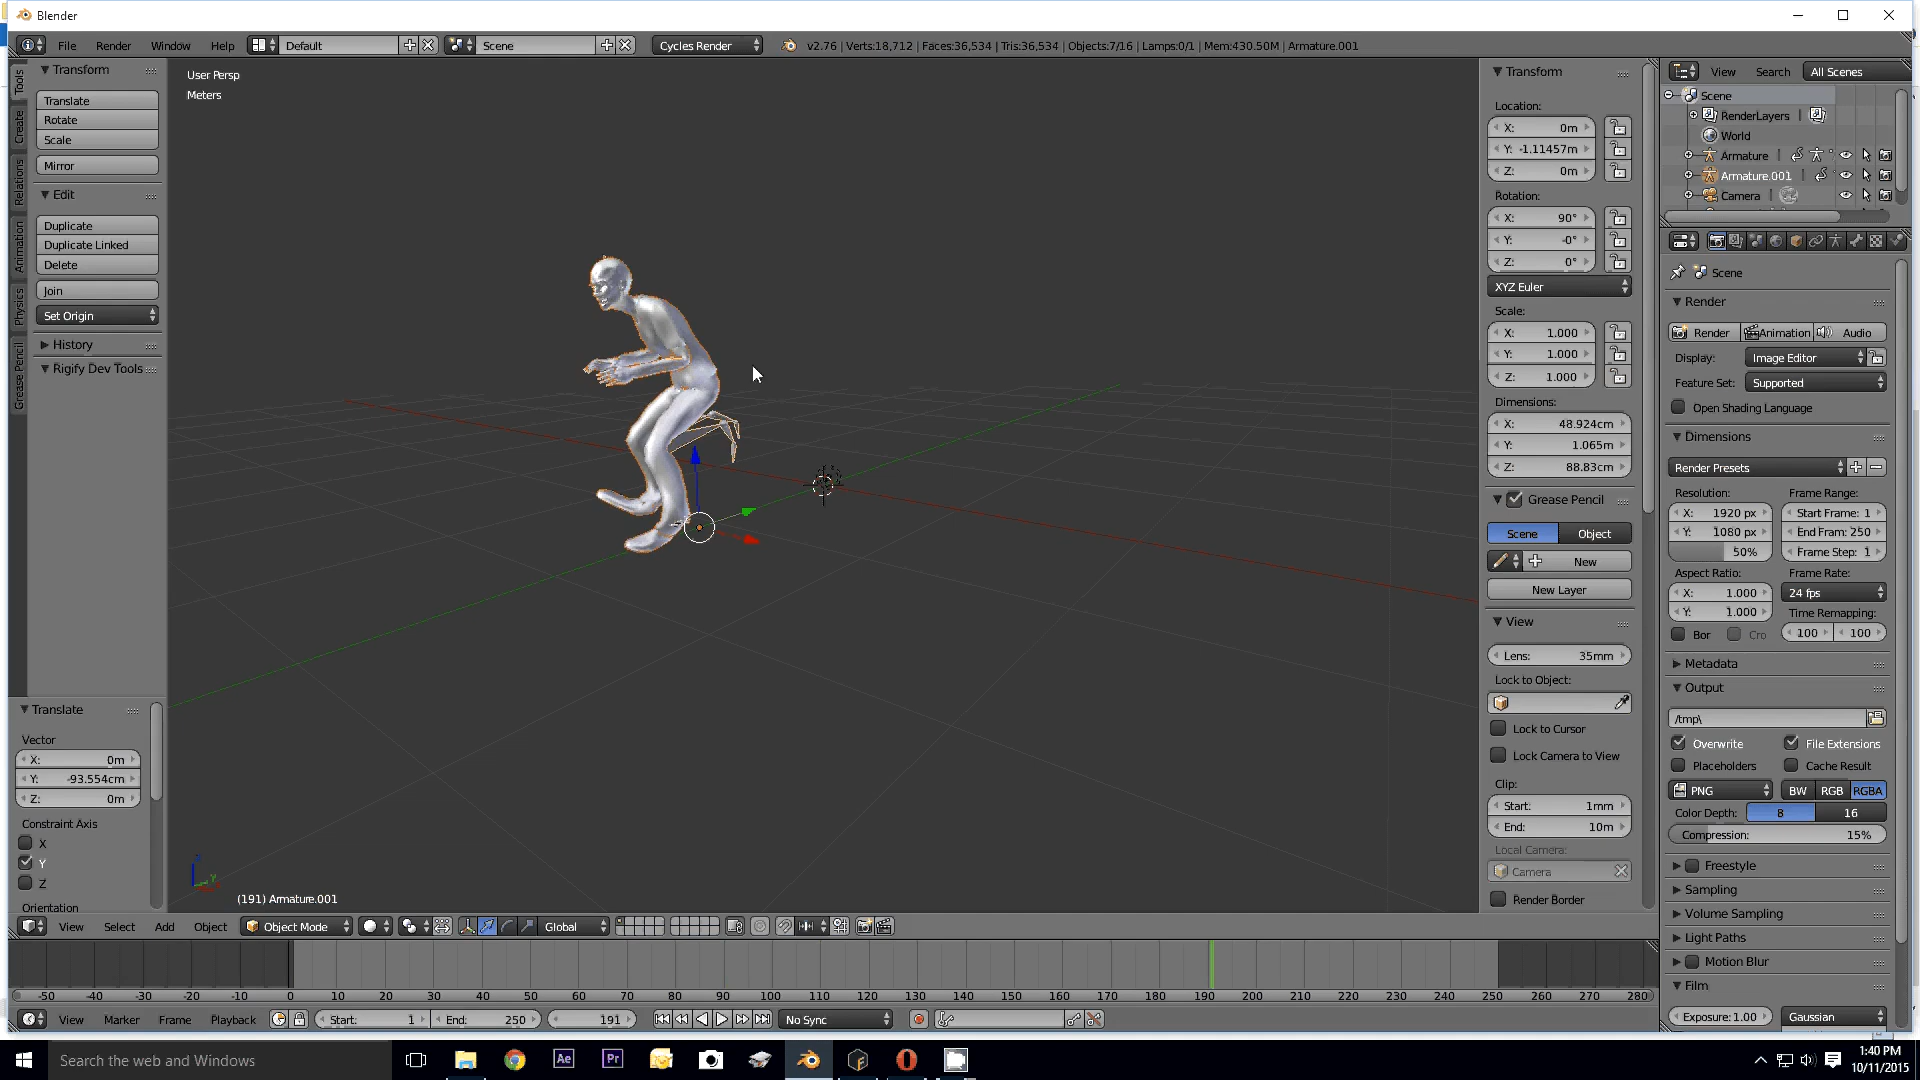 Blender
File Render Window Help Default Scene Cycles Render v2.76 | Verts:18,712 | Faces:36,534 | Tris:36,534 | Objects:7/16 | Lamps:0/1 | Mem:430.50M | Armature.001
Tools
Create
Relations
Animation
Physics
Grease Pencil
Transform
Translate
Rotate
Scale
Mirror
Edit
Duplicate
Duplicate Linked
Delete
Join
Set Origin
History
Rigify Dev Tools
Translate
Vector
X: 0m
Y: -93.554cm
Z: 0m
Constraint Axis
X
Y
Z
Orientation
User Persp
Meters
(191) Armature.001
Transform
Location:
X: 0m
Y: -1.11457m
Z: 0m
Rotation:
X: 90°
Y: -0°
Z: 0°
XYZ Euler
Scale:
X: 1.000
Y: 1.000
Z: 1.000
Dimensions:
X: 48.924cm
Y: 1.065m
Z: 88.83cm
Grease Pencil
Scene Object
New
New Layer
View
Lens: 35mm
Lock to Object:
Lock to Cursor
Lock Camera to View
Clip:
Start: 1mm
End: 10m
Local Camera:
Camera
Render Border
View Search All Scenes
Scene
RenderLayers
World
Armature
Armature.001
Camera
Scene
Render
Render Animation Audio
Display: Image Editor
Feature Set: Supported
Open Shading Language
Dimensions
Render Presets
Resolution: Frame Range:
X: 1920 px Start Frame: 1
Y: 1080 px End Fram: 250
50% Frame Step: 1
Aspect Ratio: Frame Rate:
X: 1.000 24 fps
Y: 1.000 Time Remapping:
Bor Cro 100 100
Metadata
Output
/tmp\
Overwrite File Extensions
Placeholders Cache Result
PNG BW RGB RGBA
Color Depth: 8 16
Compression: 15%
Freestyle
Sampling
Volume Sampling
Light Paths
Motion Blur
Film
Exposure:1.00 Gaussian
View Select Add Object Object Mode Global
-50 -40 -30 -20 -10 0 10 20 30 40 50 60 70 80 90 100 110 120 130 140 150 160 170 180 190 200 210 220 230 240 250 260 270 280
View Marker Frame Playback Start: 1 End: 250 191 No Sync
Search the web and Windows
Ae
Pr
1:40 PM
10/11/2015